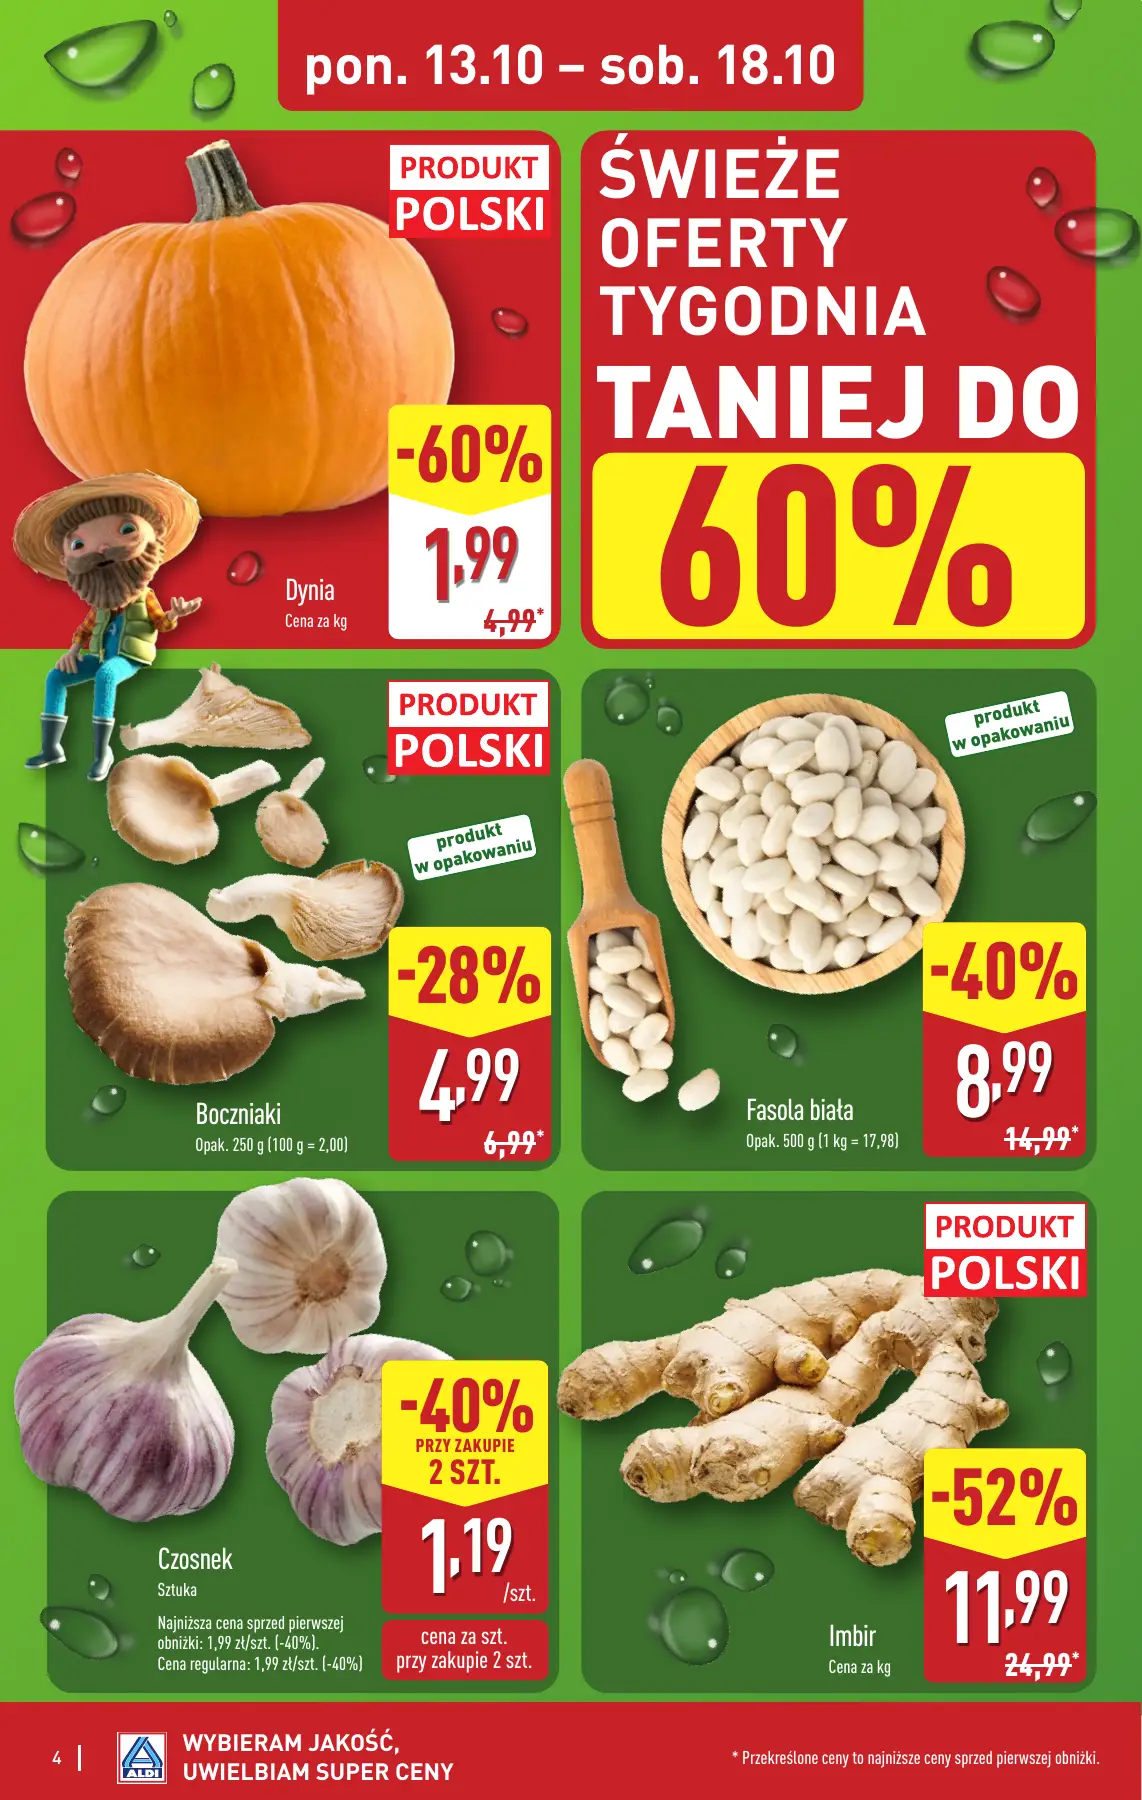 pon. 13.10 – sob. 18.10
PRODUKT
POLSKI
-60%
1,99
4,99*
Dynia
Cena za kg
ŚWIEŻE
OFERTY
TYGODNIA
TANIEJ DO
60%
PRODUKT
POLSKI
produkt
w opakowaniu
-28%
4,99
6,99*
Boczniaki
Opak. 250 g (100 g = 2,00)
produkt
w opakowaniu
-40%
8,99
14,99*
Fasola biała
Opak. 500 g (1 kg = 17,98)
-40%
PRZY ZAKUPIE
2 SZT.
1,19
/szt.
cena za szt.
przy zakupie 2 szt.
Czosnek
Sztuka
Najniższa cena sprzed pierwszej
obniżki: 1,99 zł/szt. (-40%).
Cena regularna: 1,99 zł/szt. (-40%)
PRODUKT
POLSKI
-52%
11,99
24,99*
Imbir
Cena za kg
4
ALDI
WYBIERAM JAKOŚĆ,
UWIELBIAM SUPER CENY
* Przekreślone ceny to najniższe ceny sprzed pierwszej obniżki.